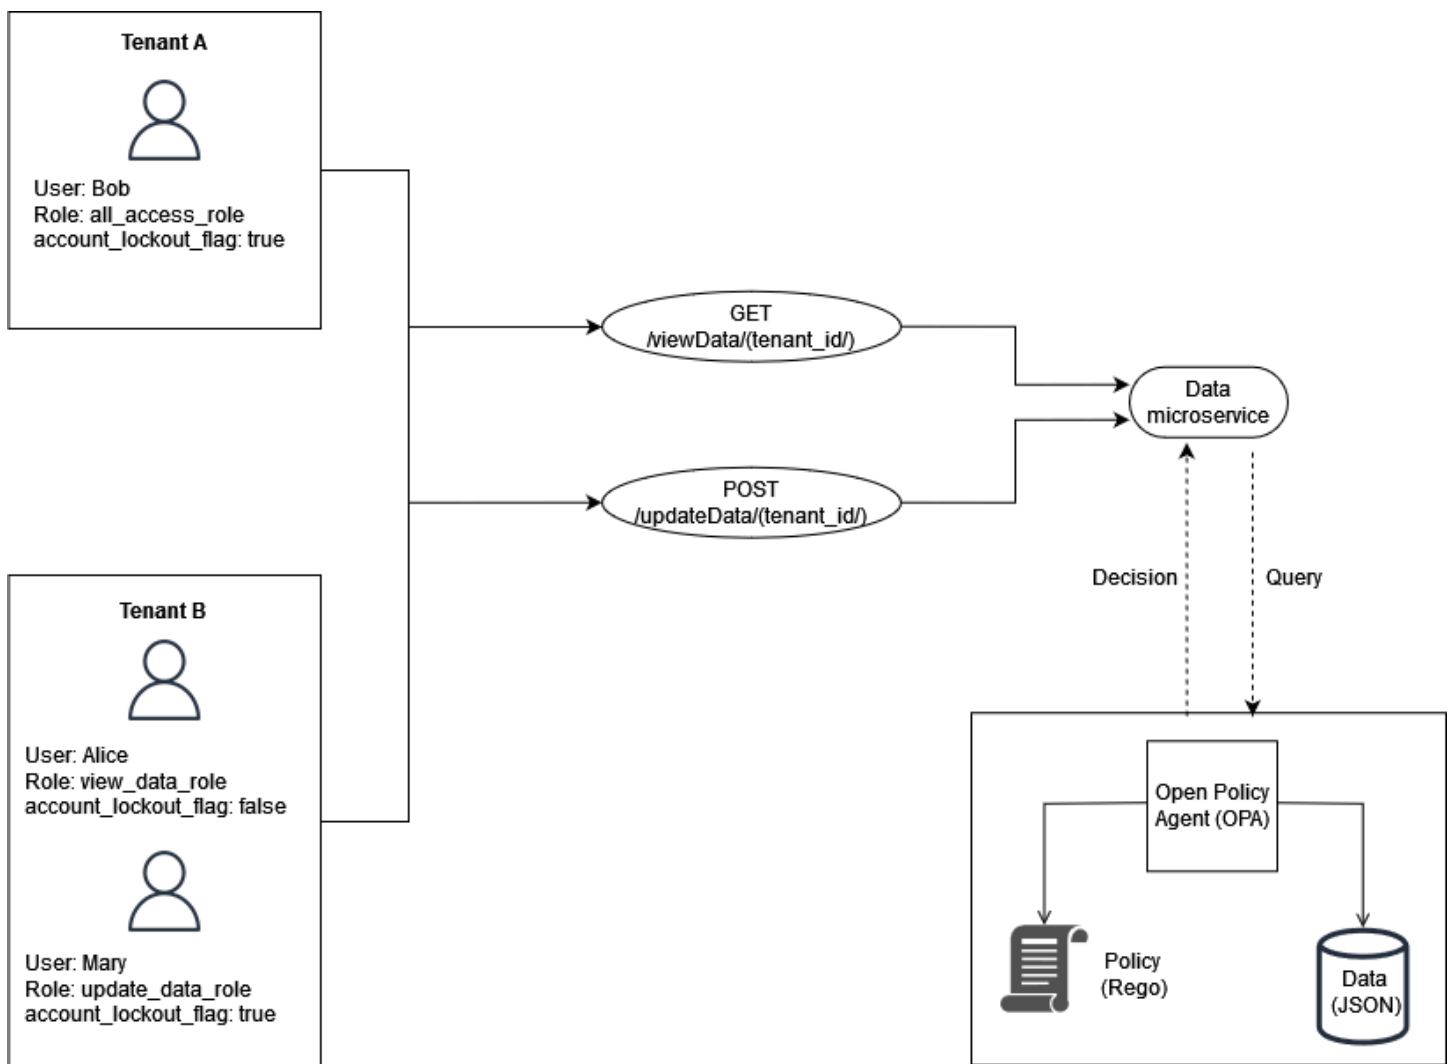 Tenant A
User: Bob
Role: all_access_role
account_lockout_flag: true
GET
/viewData/(tenant_id/)
Data
microservice
POST
/updateData/(tenant_id/)
Decision
Query
Tenant B
User: Alice
Role: view_data_role
account_lockout_flag: false
User: Mary
Role: update_data_role
account_lockout_flag: true
Open Policy
Agent (OPA)
Policy
(Rego)
Data
(JSON)